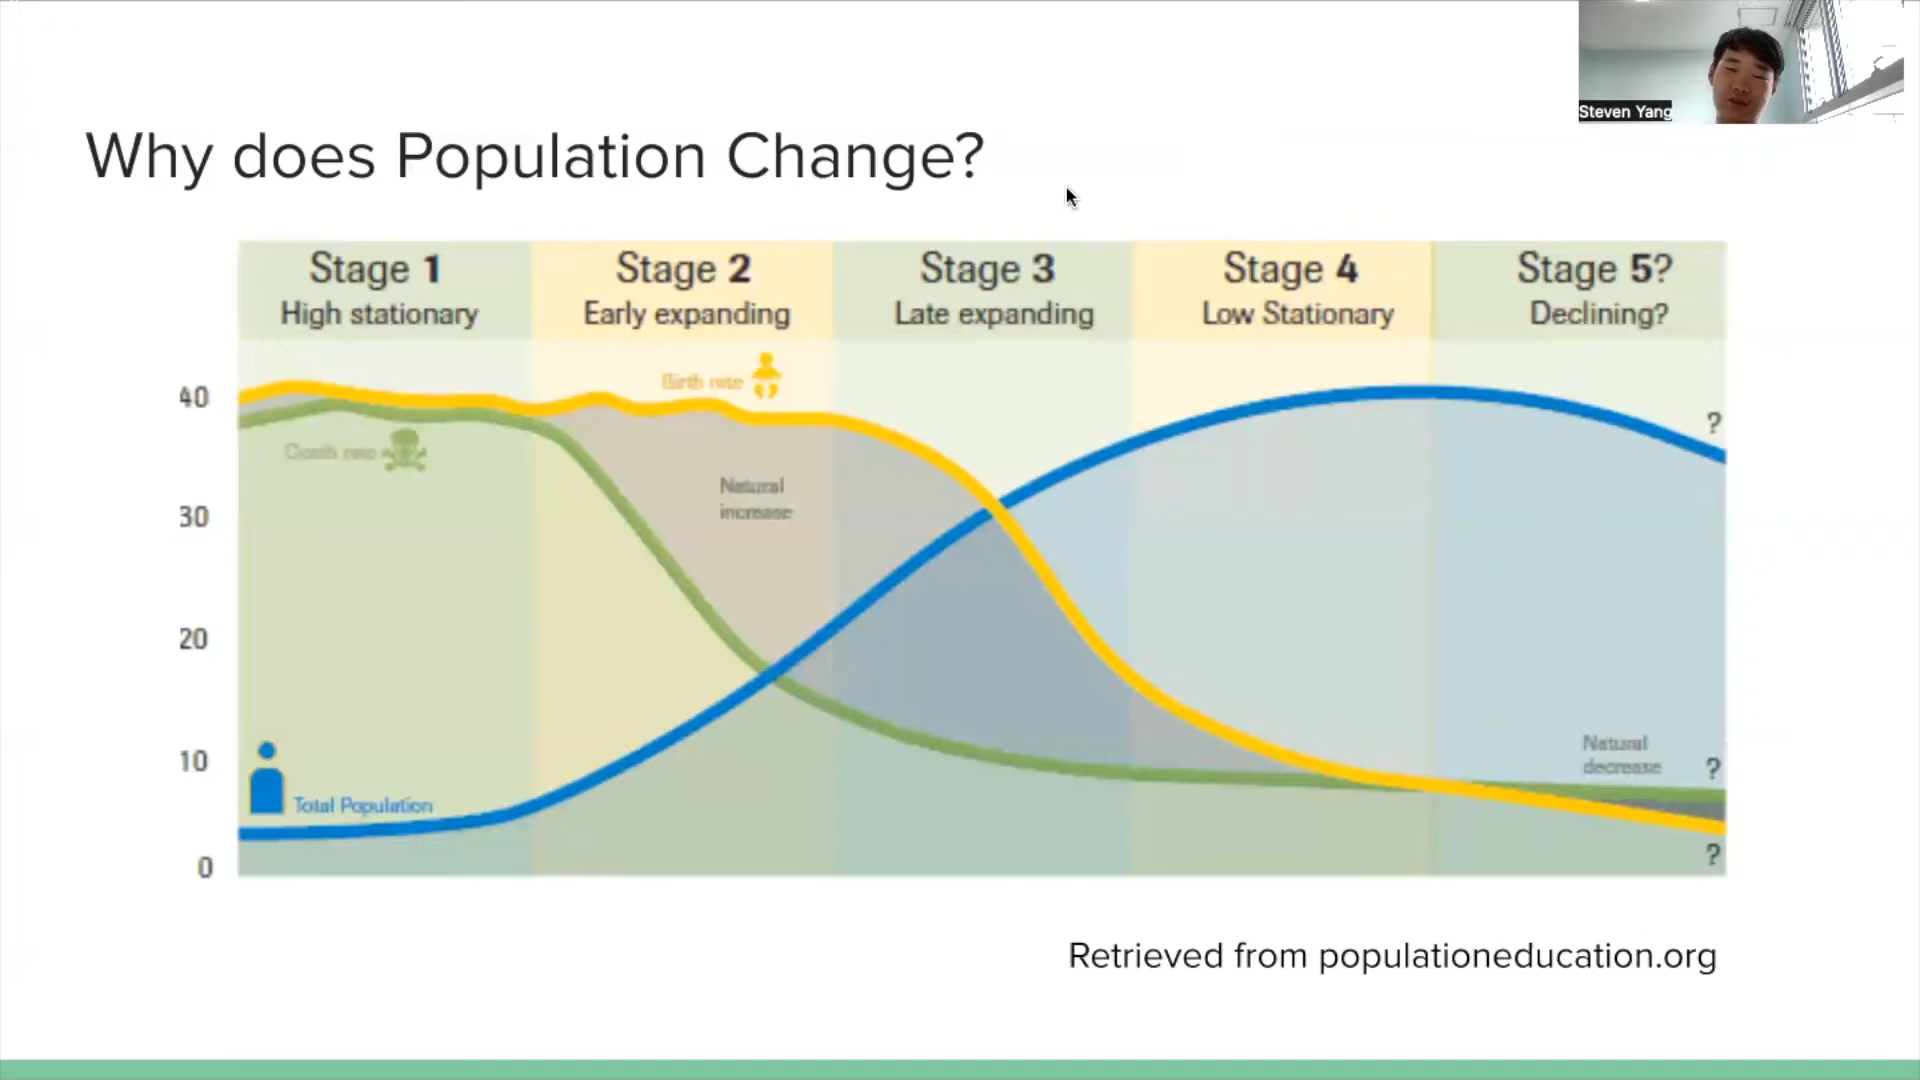 Steven Yang
Why does Population Change?
Stage 1
High stationary
Stage 2
Early expanding
Stage 3
Late expanding
Stage 4
Low Stationary
Stage 5?
Declining?
Birth rate
40
?
Death rate
Natural
increase
30
20
Natural
decrease
10
?
Total Population
?
0
Retrieved from populationeducation.org